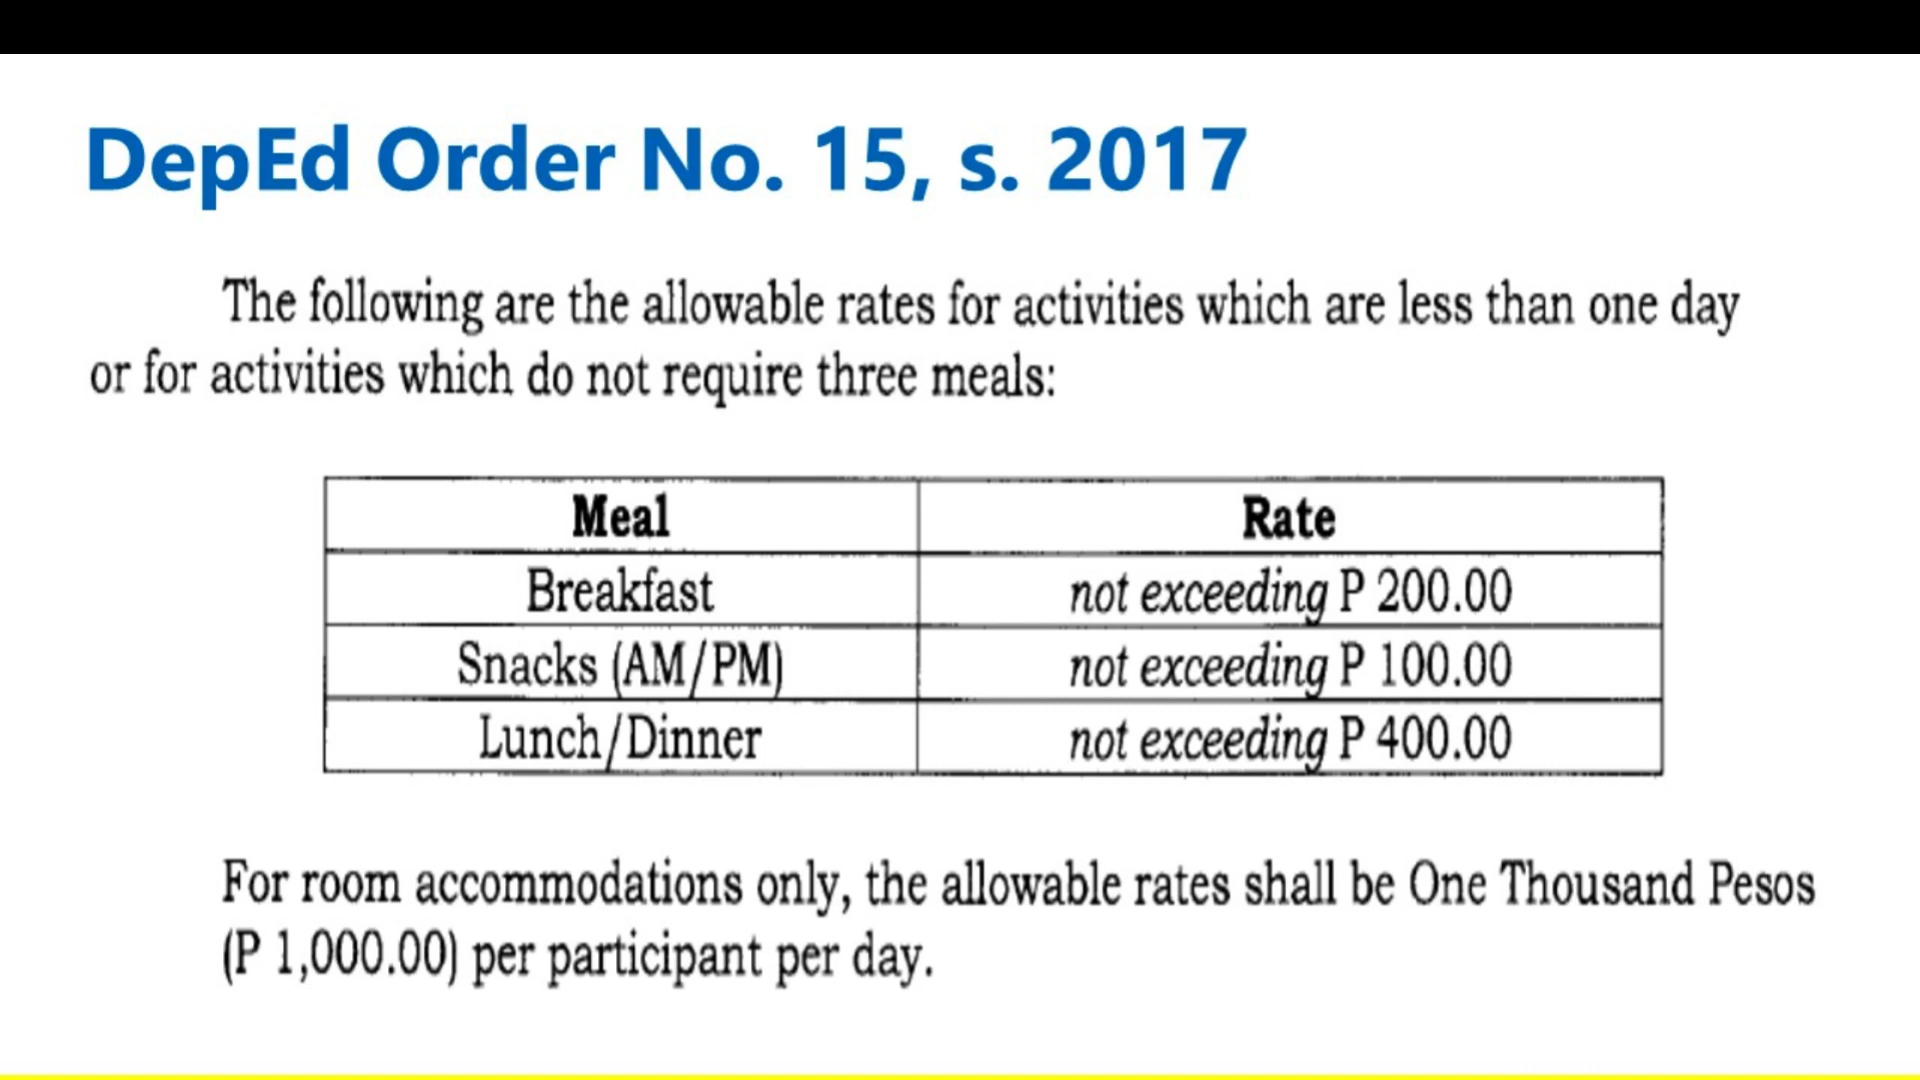 DepEd Order No. 15, s. 2017
The following are the allowable rates for activities which are less than one day
or for activities which do not require three meals:
Meal Rate
Breakfast not exceeding P 200.00
Snacks (AM/PM) not exceeding P 100.00
Lunch/Dinner not exceeding P 400.00
For room accommodations only, the allowable rates shall be One Thousand Pesos
(P 1,000.00) per participant per day.